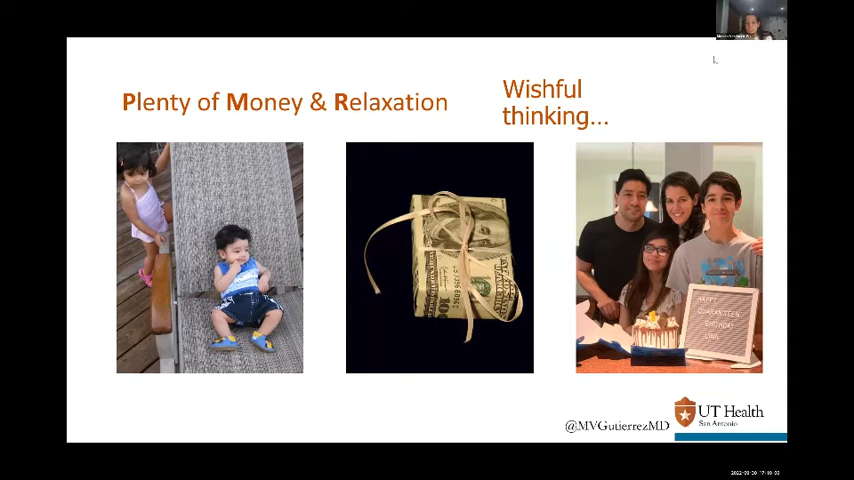 Plenty of Money & Relaxation
Wishful
thinking...
HAPPY
QUARANTEEN
BIRTHDAY
@MVGutierrezMD
UT Health
San Antonio